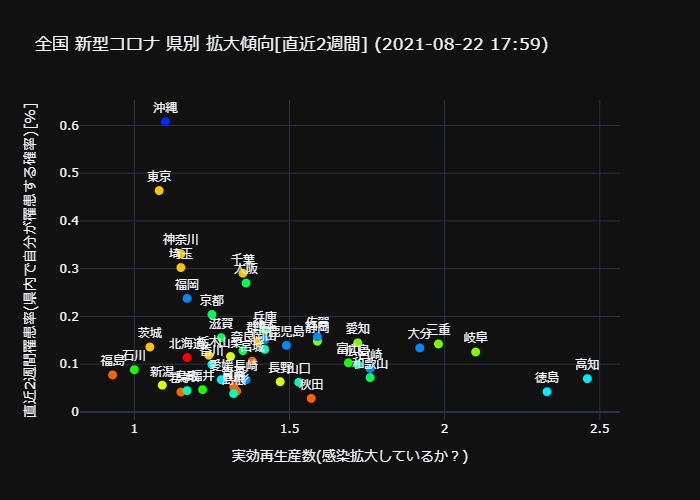 全国 新型コロナ 県別 拡大傾向[直近2週間] (2021-08-22 17:59)
直近2週間罹患率(県内で自分が罹患する確率)[%]
沖縄
0.6
0.5
東京
0.4
神奈川
埼玉
0.3
千葉
大阪
福岡
京都
0.2
兵庫
滋賀
鹿児島
佐賀
静岡
愛知
大分
三重
岐阜
茨城
北海道
栃木
奈良
石川
福島
0.1
新潟
愛媛
長崎
長野
山口
宮崎
和歌山
秋田
徳島
高知
0
1
1.5
2
2.5
実効再生産数(感染拡大しているか？)